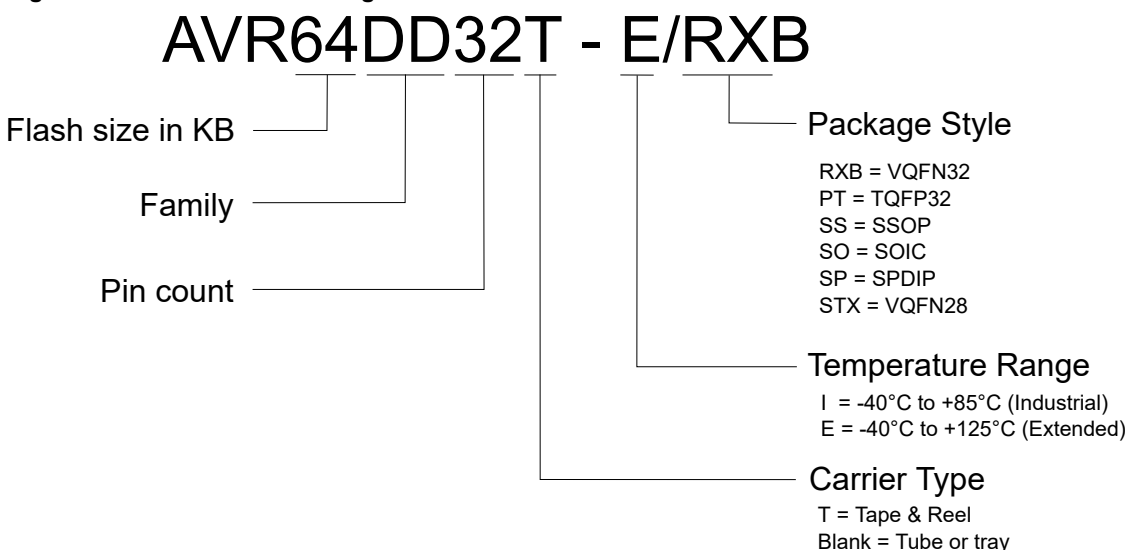 AVR64DD32T - E/RXB
Flash size in KB
Family
Pin count
Package Style
RXB = VQFN32
PT = TQFP32
SS = SSOP
SO = SOIC
SP = SPDIP
STX = VQFN28
Temperature Range
I = -40°C to +85°C (Industrial)
E = -40°C to +125°C (Extended)
Carrier Type
T = Tape & Reel
Blank = Tube or tray